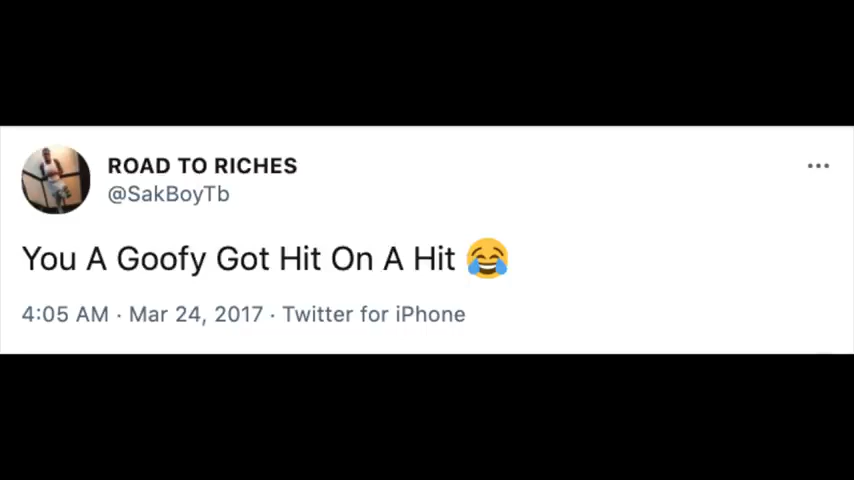 ROAD TO RICHES
@SakBoyTb
You A Goofy Got Hit On A Hit 😂
4:05 AM · Mar 24, 2017 · Twitter for iPhone